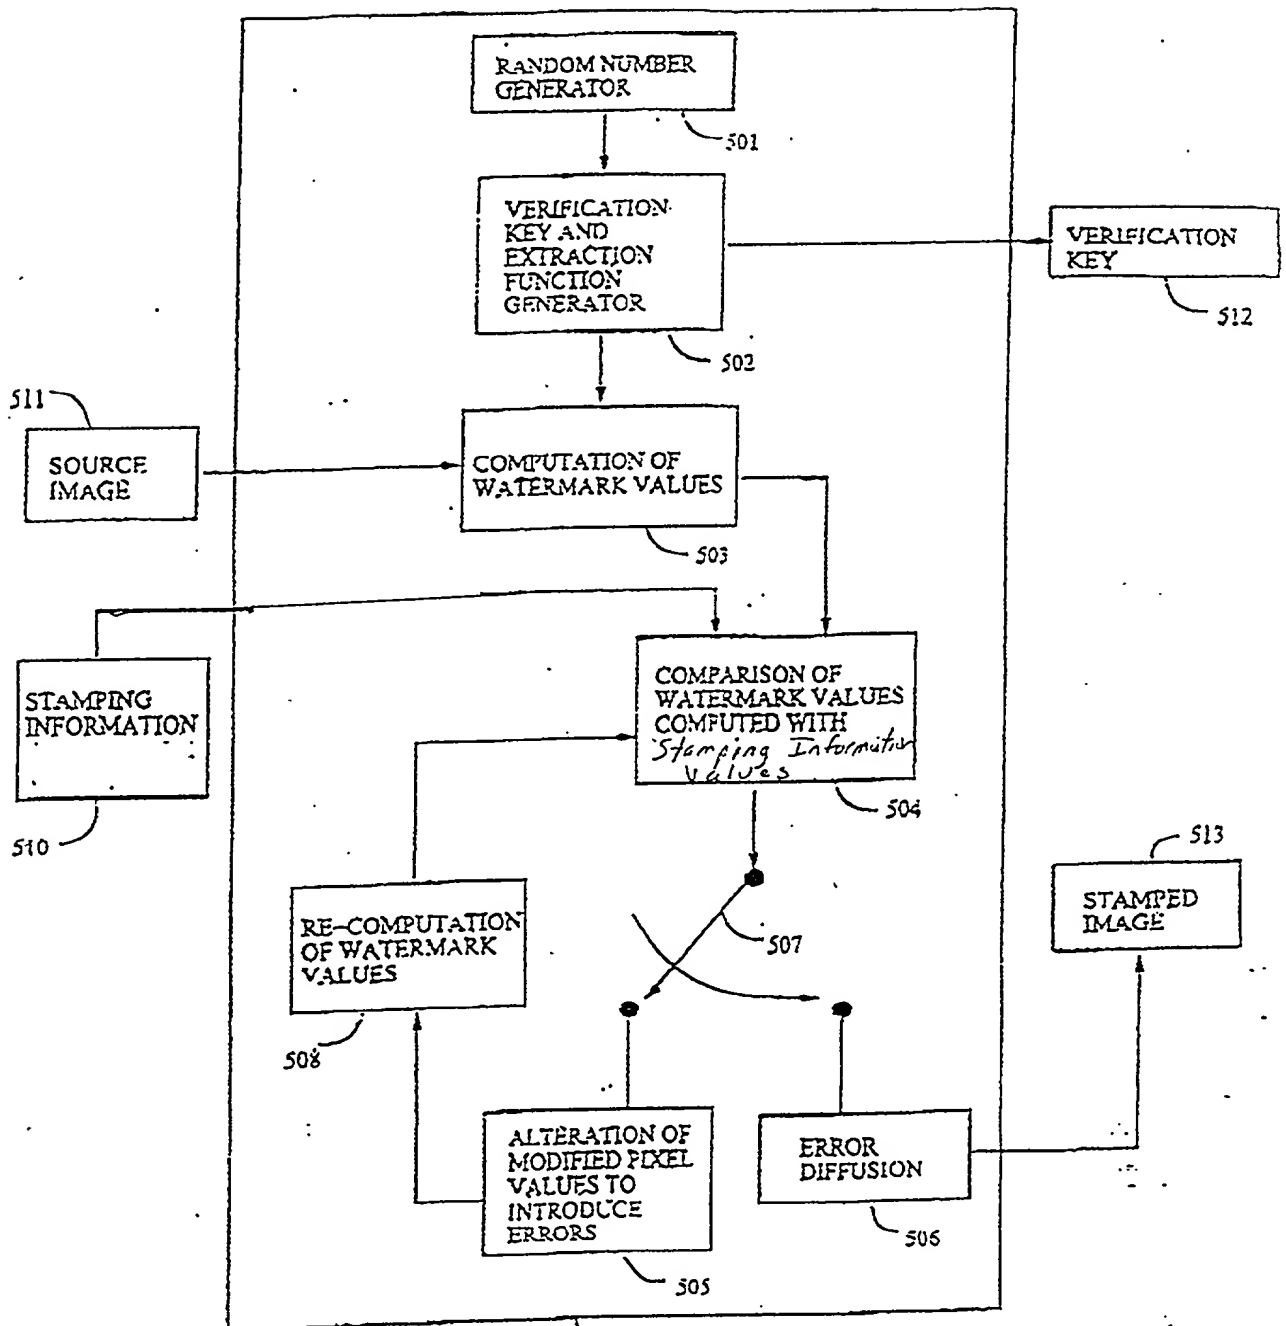 RANDOM NUMBER
GENERATOR
501
VERIFICATION
KEY AND
EXTRACTION
FUNCTION
GENERATOR
502
VERIFICATION
KEY
512
511
SOURCE
IMAGE
COMPUTATION OF
WATERMARK VALUES
503
STAMPING
INFORMATION
510
COMPARISON OF
WATERMARK VALUES
COMPUTED WITH
Stamping Information
Values
504
513
STAMPED
IMAGE
RE-COMPUTATION
OF WATERMARK
VALUES
508
507
ALTERATION OF
MODIFIED PIXEL
VALUES TO
INTRODUCE
ERRORS
505
ERROR
DIFFUSION
506